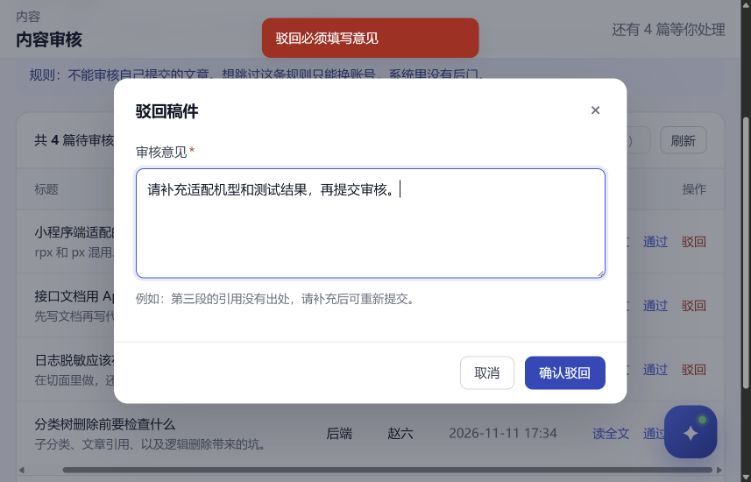 内容
内容审核
驳回必须填写意见
还有 4 篇等你处理
规则：不能审核自己提交的文章，想跳过这条规则只能换账号，系统里没有后门。
驳回稿件
×
共 4 篇待审核
刷新
审核意见*
标题
操作
请补充适配机型和测试结果，再提交审核。
小程序端适配
rpx 和 px 混用
通过
驳回
例如：第三段的引用没有出处，请补充后可重新提交。
接口文档用
先写文档再写代
通过
驳回
日志脱敏应该
在切面里做，还
通过
驳回
取消
确认驳回
分类树删除前要检查什么
子分类、文章引用、以及逻辑删除带来的坑。
后端
赵六
2026-11-11 17:34
读全文
通过